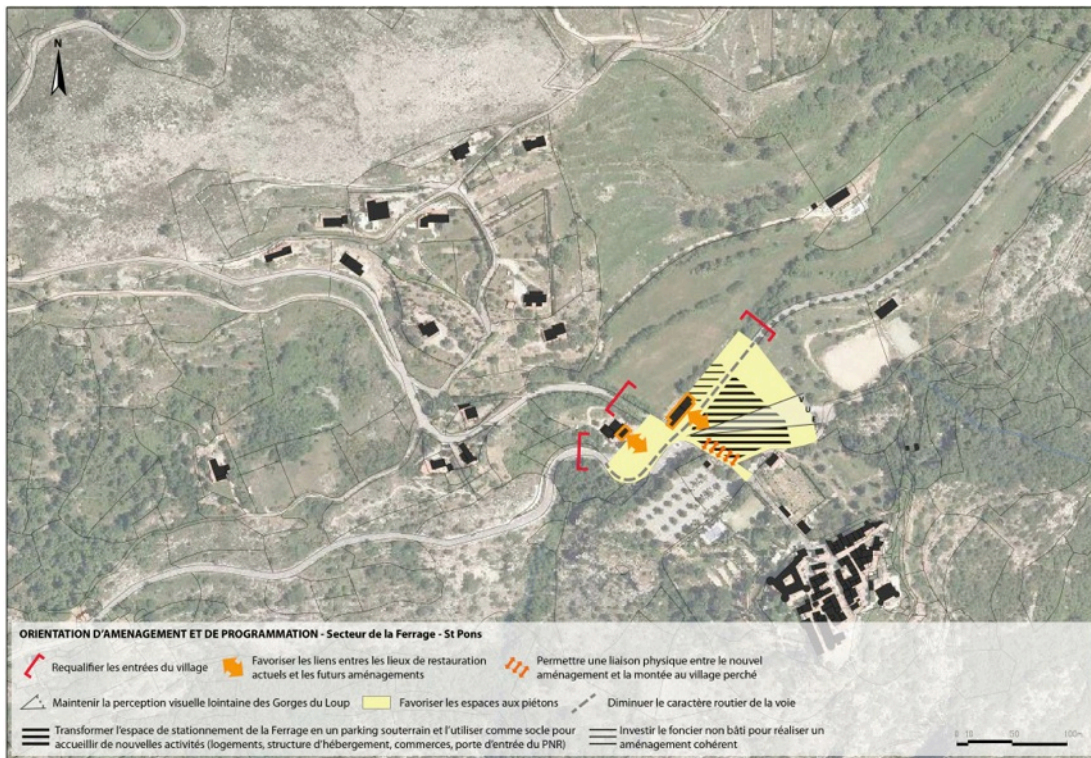 N
VUE
ORIENTATION D'AMENAGEMENT ET DE PROGRAMMATION - Secteur de la Ferrage - St Pons
Requalifier les entrées du village
Favoriser les liens entres les lieux de restauration
actuels et les futurs aménagements
Permettre une liaison physique entre le nouvel
aménagement et la montée au village perché
Maintenir la perception visuelle lointaine des Gorges du Loup
Favoriser les espaces aux piétons
Diminuer le caractère routier de la voie
Transformer l'espace de stationnement de la Ferrage en un parking souterrain et l'utiliser comme socle pour
accueillir de nouvelles activités (logements, structure d'hébergement, commerces, porte d'entrée du PNR)
Investir le foncier non bâti pour réaliser un
aménagement cohérent
0 10 50 100m